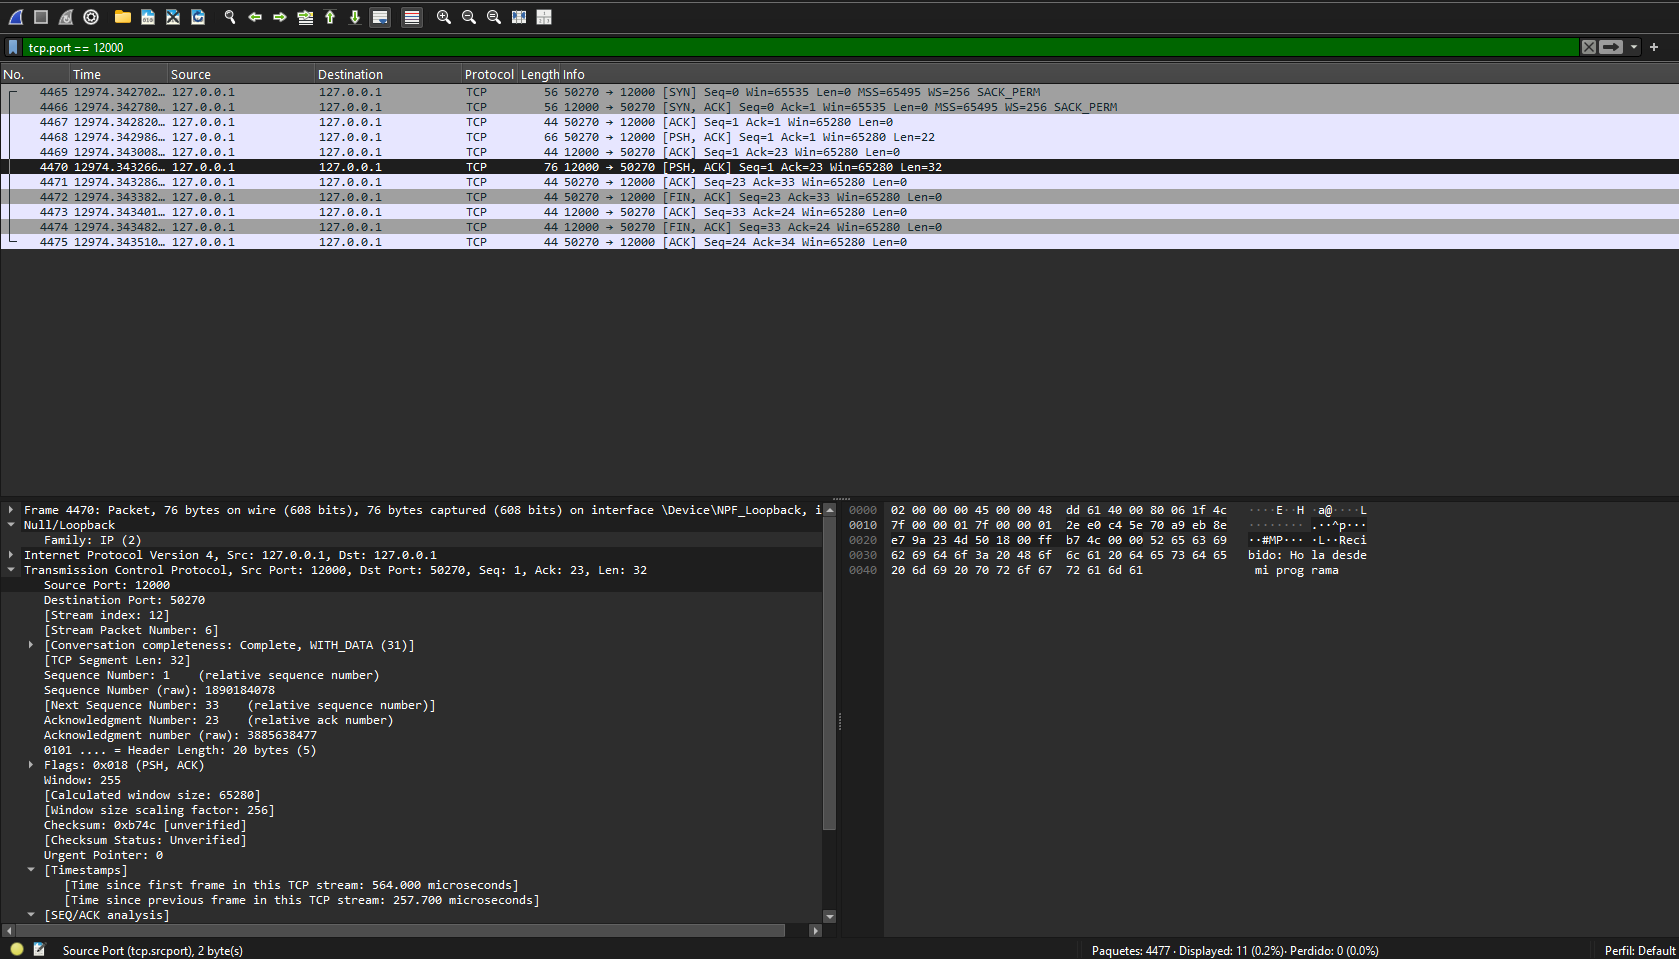 tcp.port == 12000
No. Time Source Destination Protocol Length Info
4465 12974.342702… 127.0.0.1 127.0.0.1 TCP 56 50270 → 12000 [SYN] Seq=0 Win=65535 Len=0 MSS=65495 WS=256 SACK_PERM
4466 12974.342780… 127.0.0.1 127.0.0.1 TCP 56 12000 → 50270 [SYN, ACK] Seq=0 Ack=1 Win=65535 Len=0 MSS=65495 WS=256 SACK_PERM
4467 12974.342820… 127.0.0.1 127.0.0.1 TCP 44 50270 → 12000 [ACK] Seq=1 Ack=1 Win=65280 Len=0
4468 12974.342986… 127.0.0.1 127.0.0.1 TCP 66 50270 → 12000 [PSH, ACK] Seq=1 Ack=1 Win=65280 Len=22
4469 12974.343008… 127.0.0.1 127.0.0.1 TCP 44 12000 → 50270 [ACK] Seq=1 Ack=23 Win=65280 Len=0
4470 12974.343266… 127.0.0.1 127.0.0.1 TCP 76 12000 → 50270 [PSH, ACK] Seq=1 Ack=23 Win=65280 Len=32
4471 12974.343286… 127.0.0.1 127.0.0.1 TCP 44 50270 → 12000 [ACK] Seq=23 Ack=33 Win=65280 Len=0
4472 12974.343382… 127.0.0.1 127.0.0.1 TCP 44 50270 → 12000 [FIN, ACK] Seq=23 Ack=33 Win=65280 Len=0
4473 12974.343401… 127.0.0.1 127.0.0.1 TCP 44 12000 → 50270 [ACK] Seq=33 Ack=24 Win=65280 Len=0
4474 12974.343482… 127.0.0.1 127.0.0.1 TCP 44 12000 → 50270 [FIN, ACK] Seq=33 Ack=24 Win=65280 Len=0
4475 12974.343510… 127.0.0.1 127.0.0.1 TCP 44 50270 → 12000 [ACK] Seq=24 Ack=34 Win=65280 Len=0
Frame 4470: Packet, 76 bytes on wire (608 bits), 76 bytes captured (608 bits) on interface \Device\NPF_Loopback, i
Null/Loopback
Family: IP (2)
Internet Protocol Version 4, Src: 127.0.0.1, Dst: 127.0.0.1
Transmission Control Protocol, Src Port: 12000, Dst Port: 50270, Seq: 1, Ack: 23, Len: 32
Source Port: 12000
Destination Port: 50270
[Stream index: 12]
[Stream Packet Number: 6]
[Conversation completeness: Complete, WITH_DATA (31)]
[TCP Segment Len: 32]
Sequence Number: 1 (relative sequence number)
Sequence Number (raw): 1890184078
[Next Sequence Number: 33 (relative sequence number)]
Acknowledgment Number: 23 (relative ack number)
Acknowledgment number (raw): 3885638477
0101 .... = Header Length: 20 bytes (5)
Flags: 0x018 (PSH, ACK)
Window: 255
[Calculated window size: 65280]
[Window size scaling factor: 256]
Checksum: 0xb74c [unverified]
[Checksum Status: Unverified]
Urgent Pointer: 0
[Timestamps]
[Time since first frame in this TCP stream: 564.000 microseconds]
[Time since previous frame in this TCP stream: 257.700 microseconds]
[SEQ/ACK analysis]
0000 02 00 00 00 45 00 00 48 dd 61 40 00 80 06 1f 4c ····E··H ·a@····L
0010 7f 00 00 01 7f 00 00 01 2e e0 c4 5e 70 a9 eb 8e ········ .··^p···
0020 e7 9a 23 4d 50 18 00 ff b7 4c 00 00 52 65 63 69 ··#MP··· ·L··Reci
0030 62 69 64 6f 3a 20 48 6f 6c 61 20 64 65 73 64 65 bido: Ho la desde
0040 20 6d 69 20 70 72 6f 67 72 61 6d 61 mi prog rama
Source Port (tcp.srcport), 2 byte(s)
Paquetes: 4477 · Displayed: 11 (0.2%)· Perdido: 0 (0.0%)
Perfil: Default